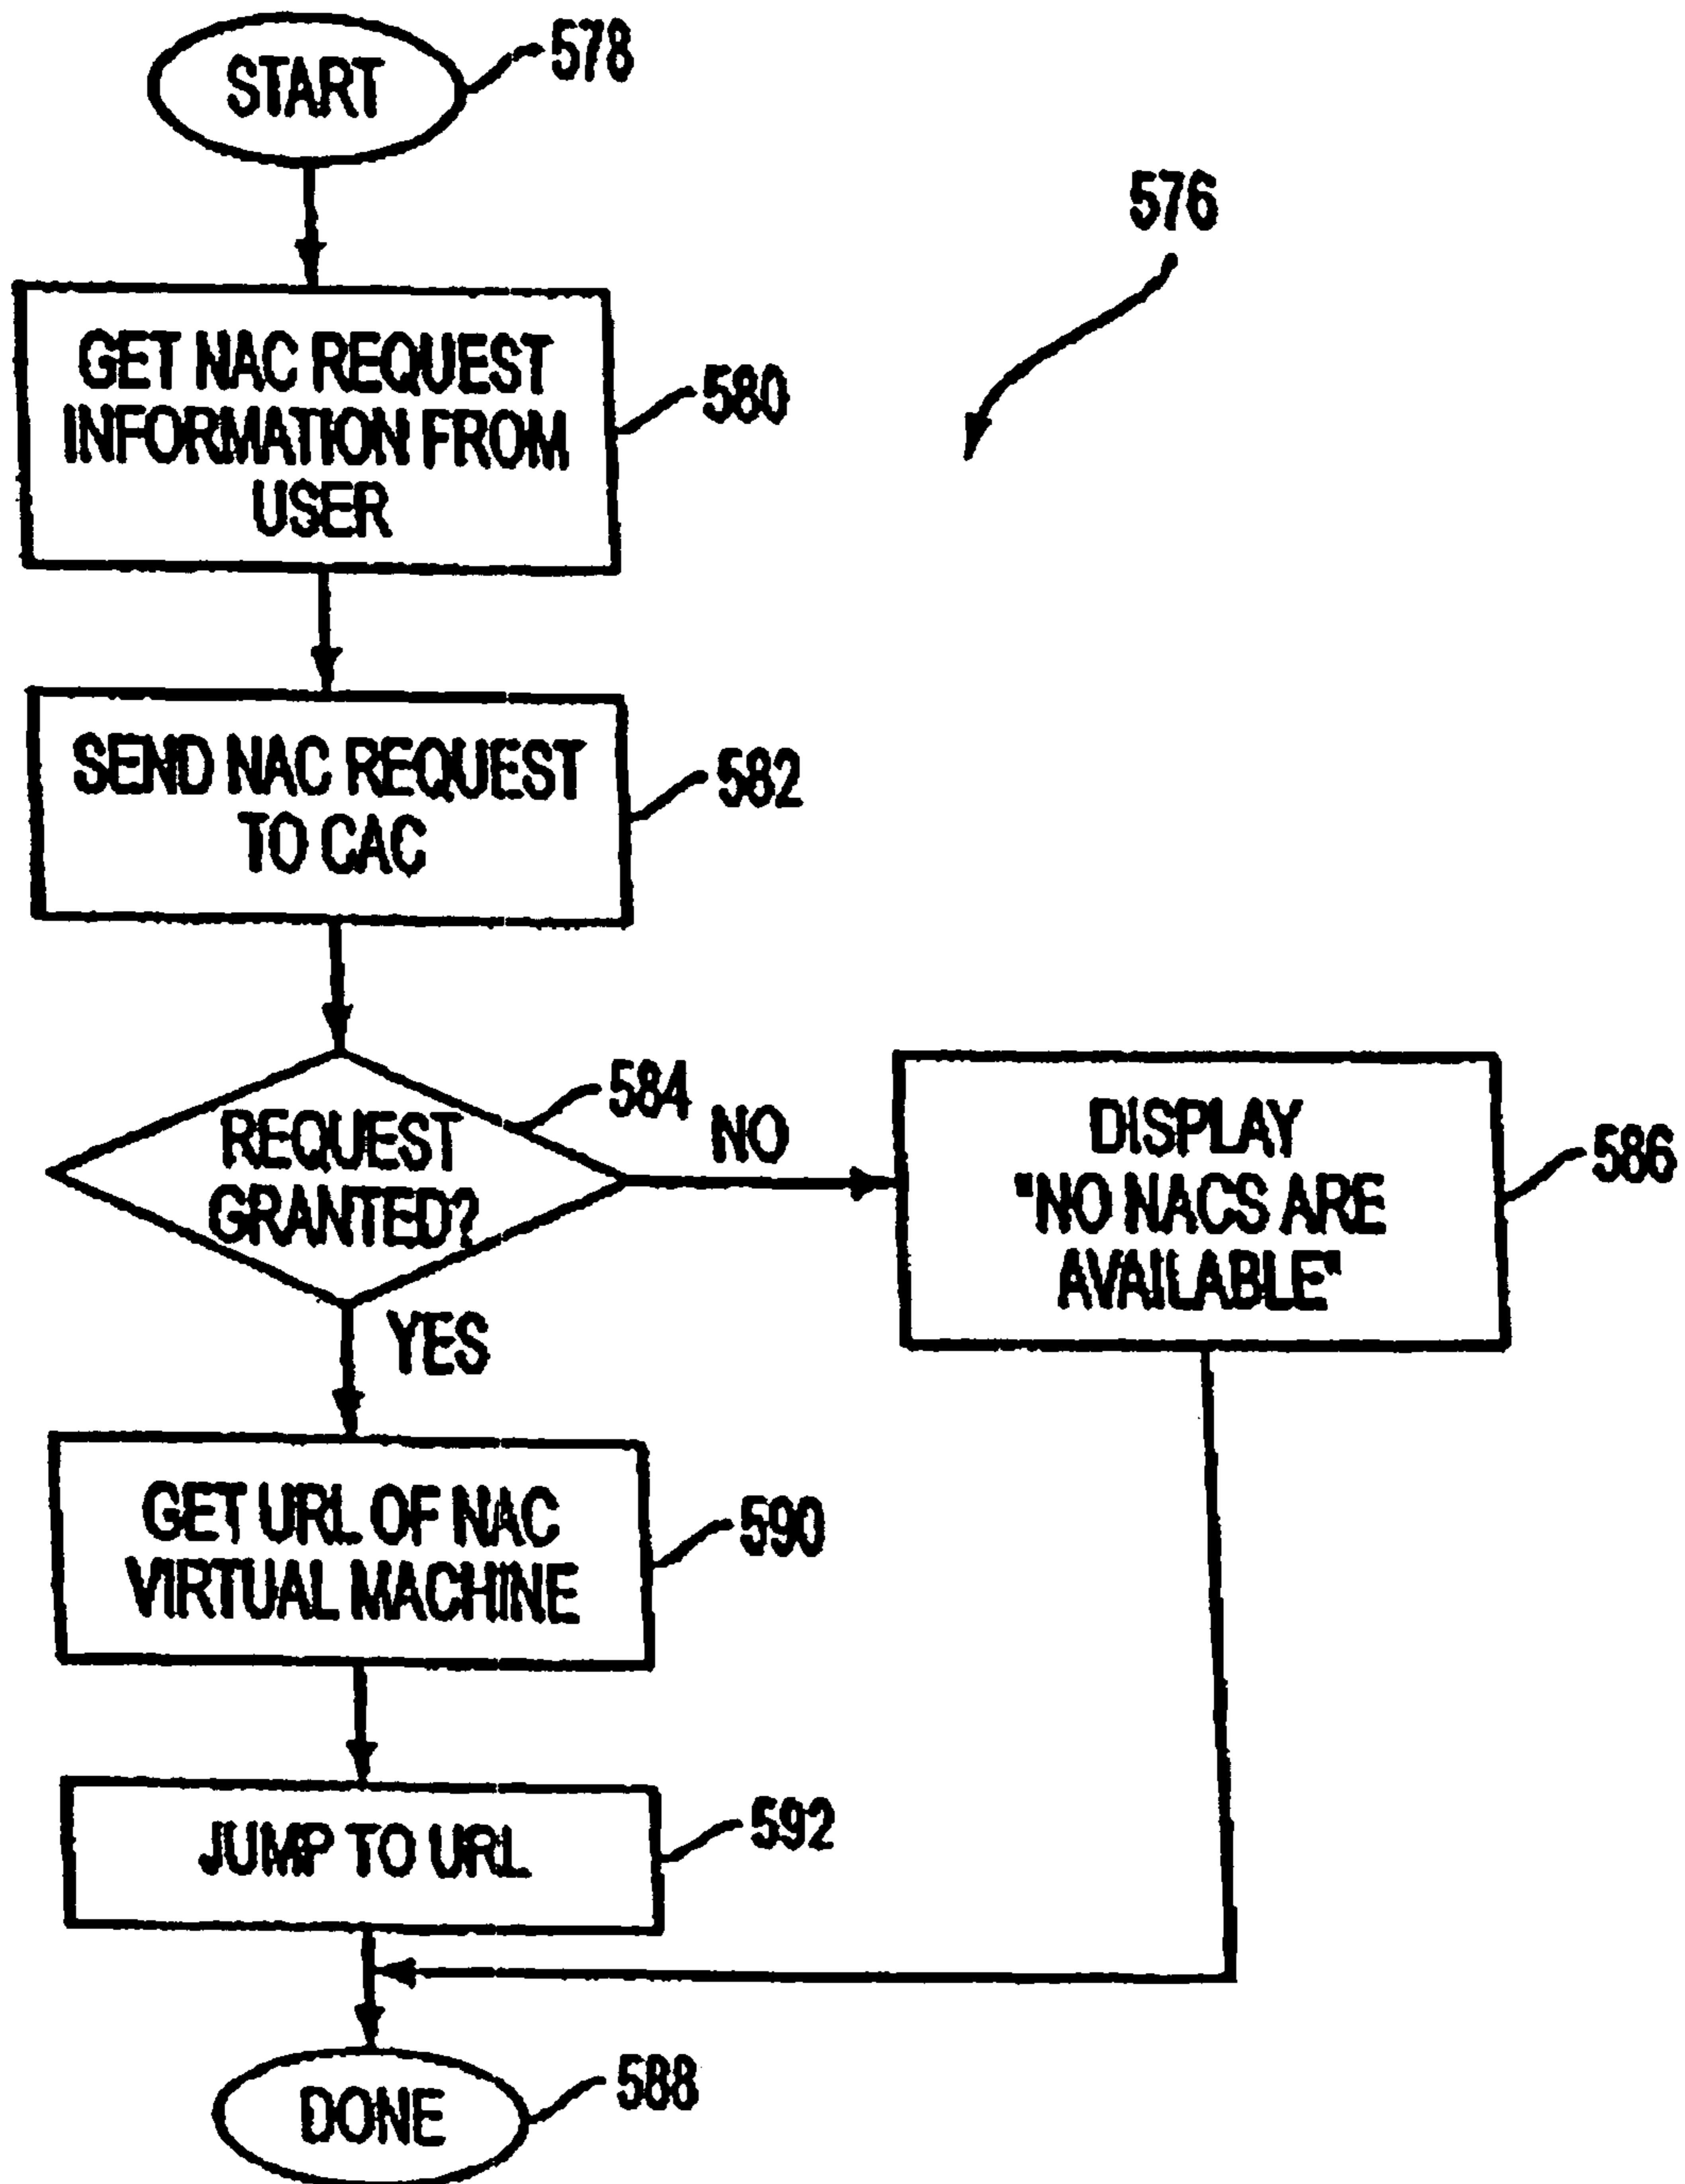 START
578
576
GET NAC REQUEST
INFORMATION FROM
USER
580
SEND NAC REQUEST
TO CAC
582
REQUEST
GRANTED?
584
NO
YES
DISPLAY
"NO NACS ARE
AVAILABLE"
586
GET URL OF NAC
VIRTUAL MACHINE
590
JUMP TO URL
592
DONE
588